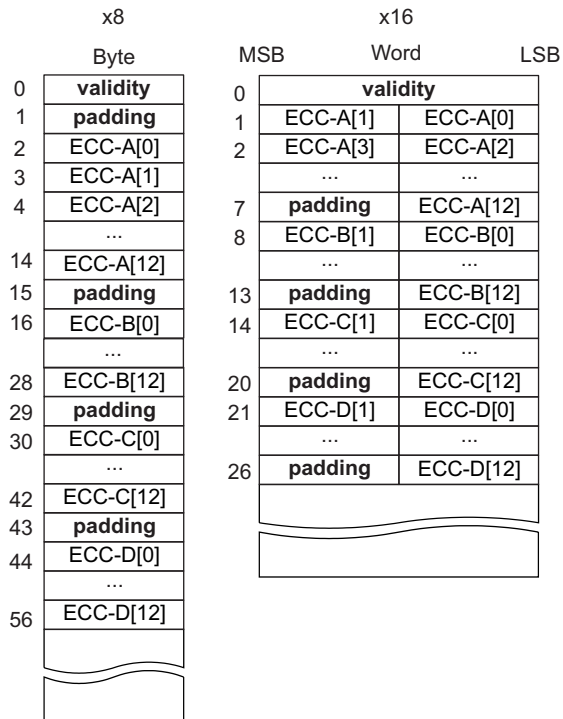 x8
Byte
0 validity
1 padding
2 ECC-A[0]
3 ECC-A[1]
4 ECC-A[2]
...
14 ECC-A[12]
15 padding
16 ECC-B[0]
...
28 ECC-B[12]
29 padding
30 ECC-C[0]
...
42 ECC-C[12]
43 padding
44 ECC-D[0]
...
56 ECC-D[12]
x16
MSB Word LSB
0 validity
1 ECC-A[1] ECC-A[0]
2 ECC-A[3] ECC-A[2]
... ...
7 padding ECC-A[12]
8 ECC-B[1] ECC-B[0]
... ...
13 padding ECC-B[12]
14 ECC-C[1] ECC-C[0]
... ...
20 padding ECC-C[12]
21 ECC-D[1] ECC-D[0]
... ...
26 padding ECC-D[12]